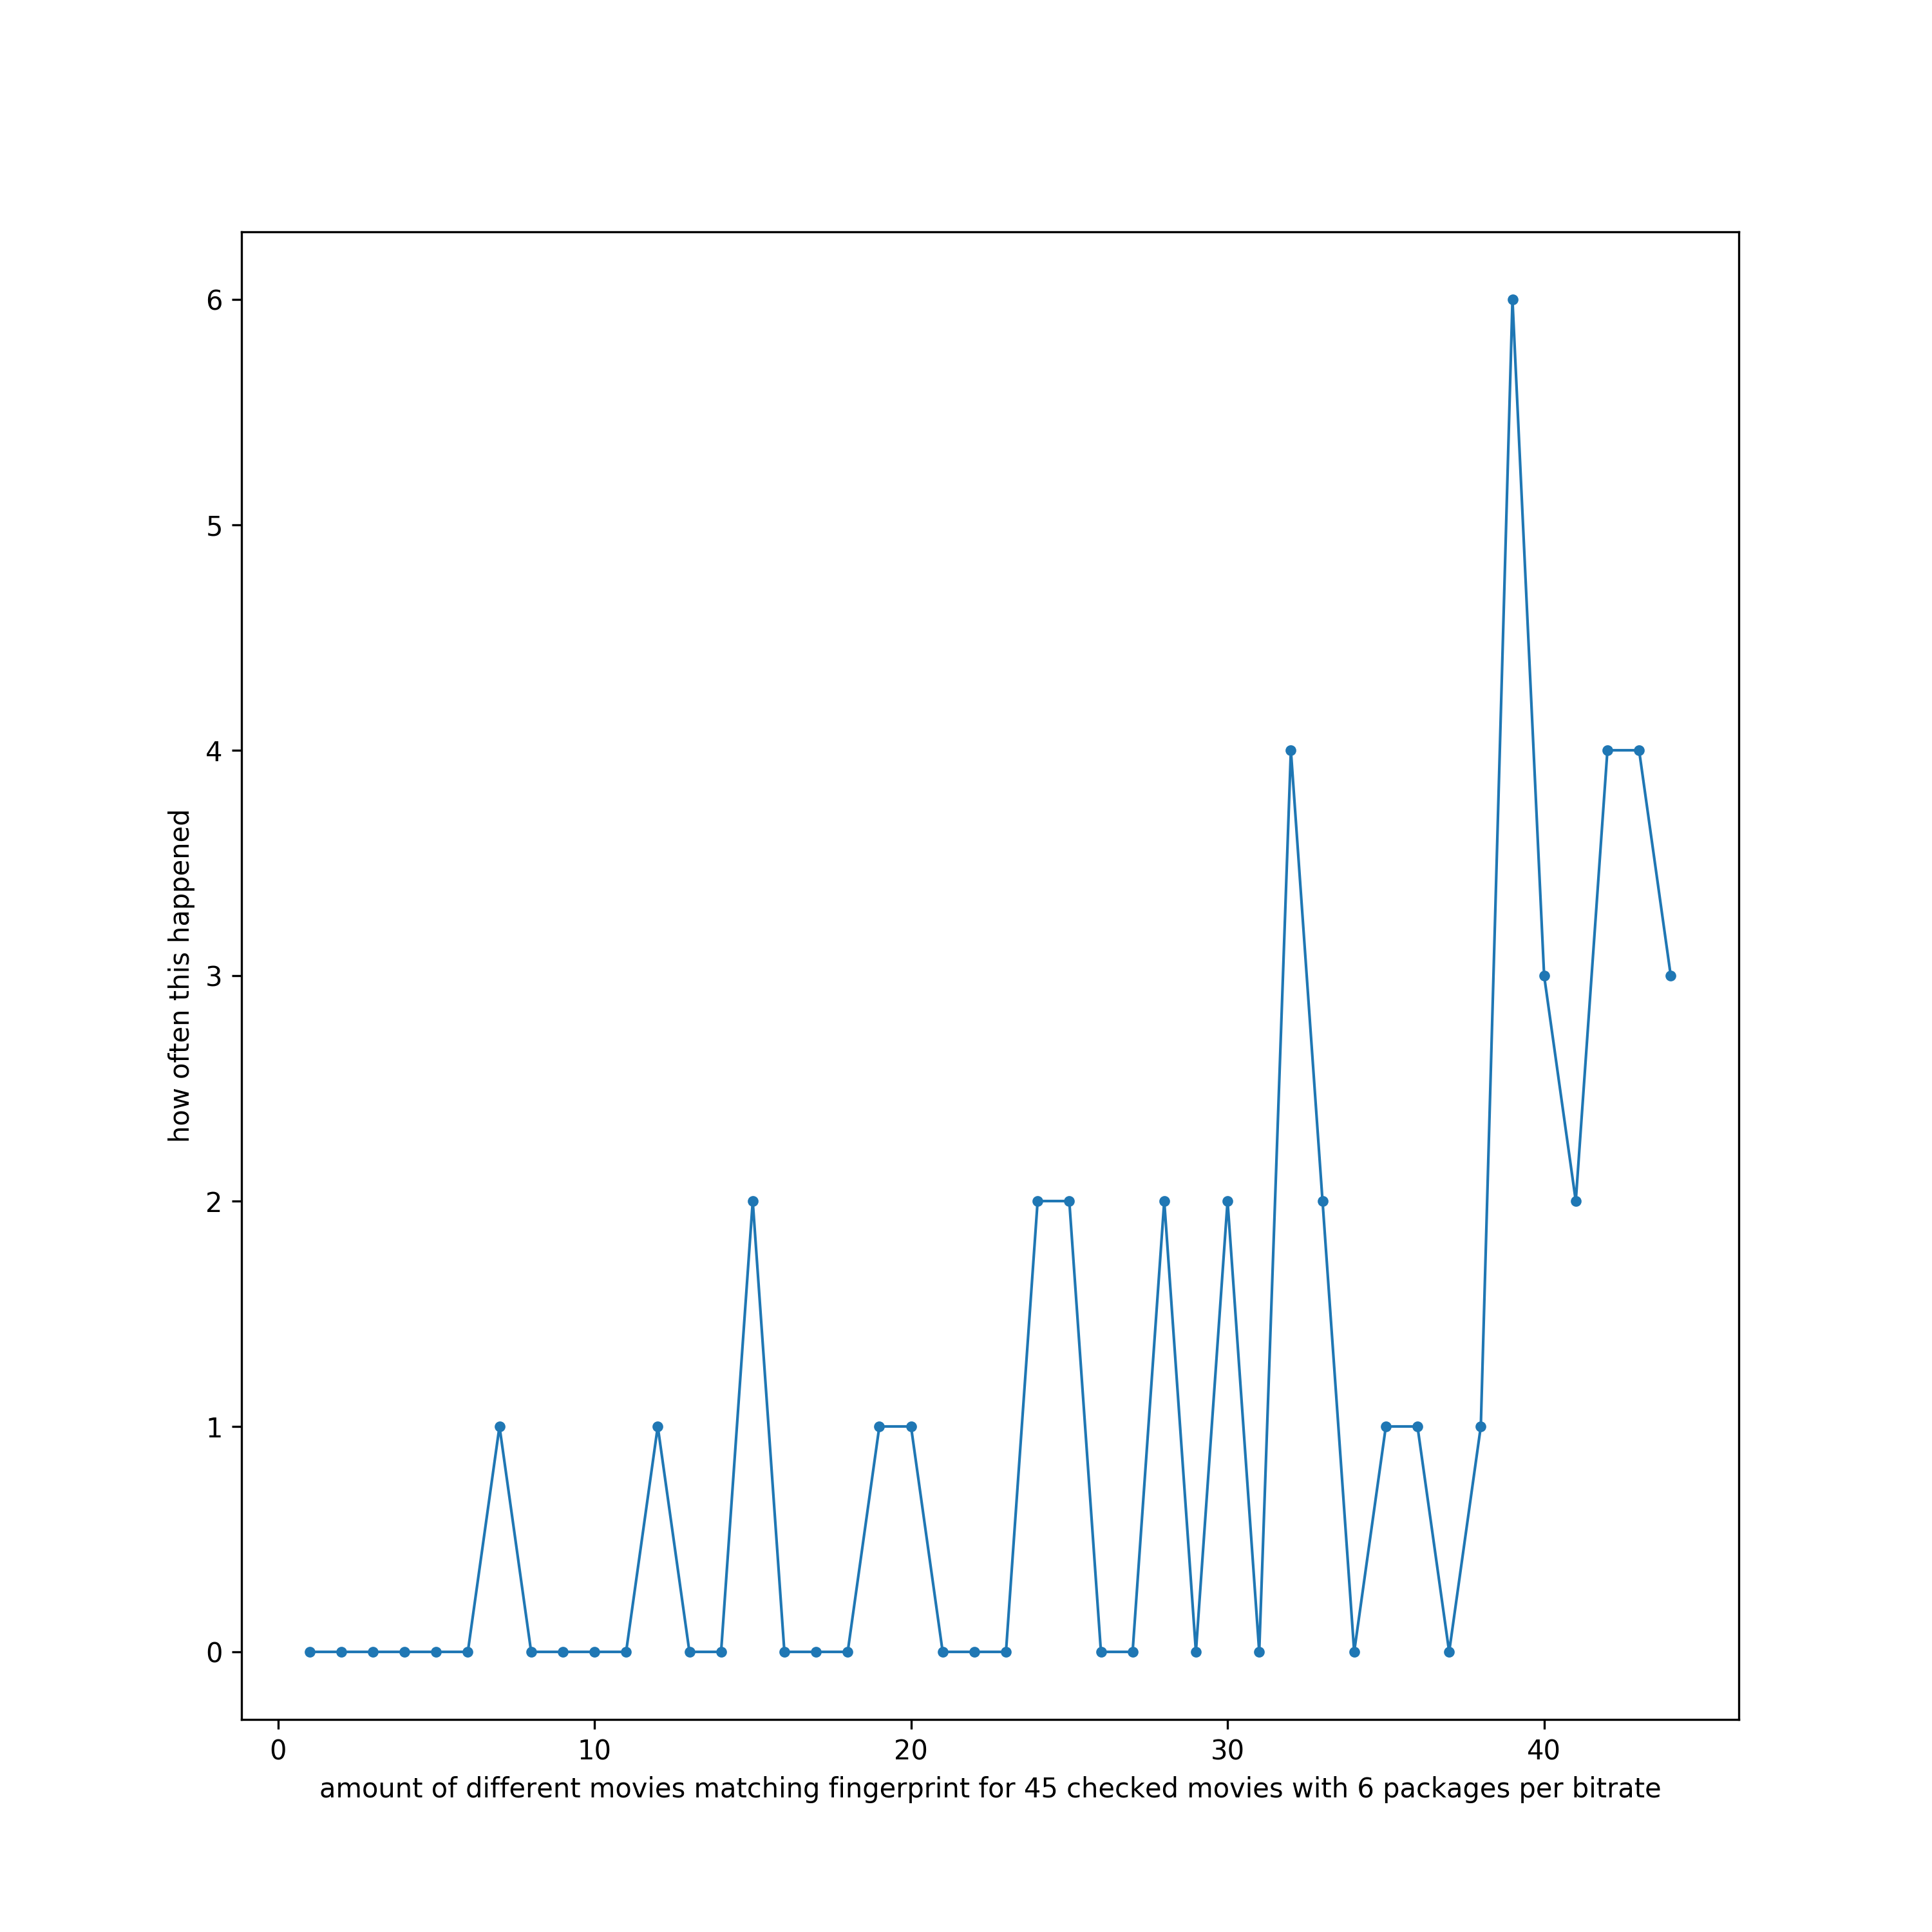 6
5
4
3
2
1
0
how often this happened
0 10 20 30 40
amount of different movies matching fingerprint for 45 checked movies with 6 packages per bitrate